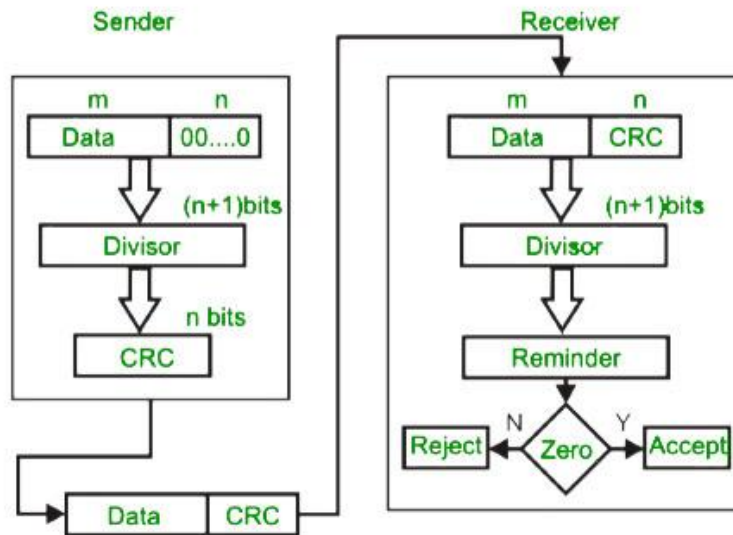 Sender
m n
Data 00....0
(n+1)bits
Divisor
n bits
CRC
Data CRC
Receiver
m n
Data CRC
(n+1)bits
Divisor
Reminder
N Y
Reject Zero Accept